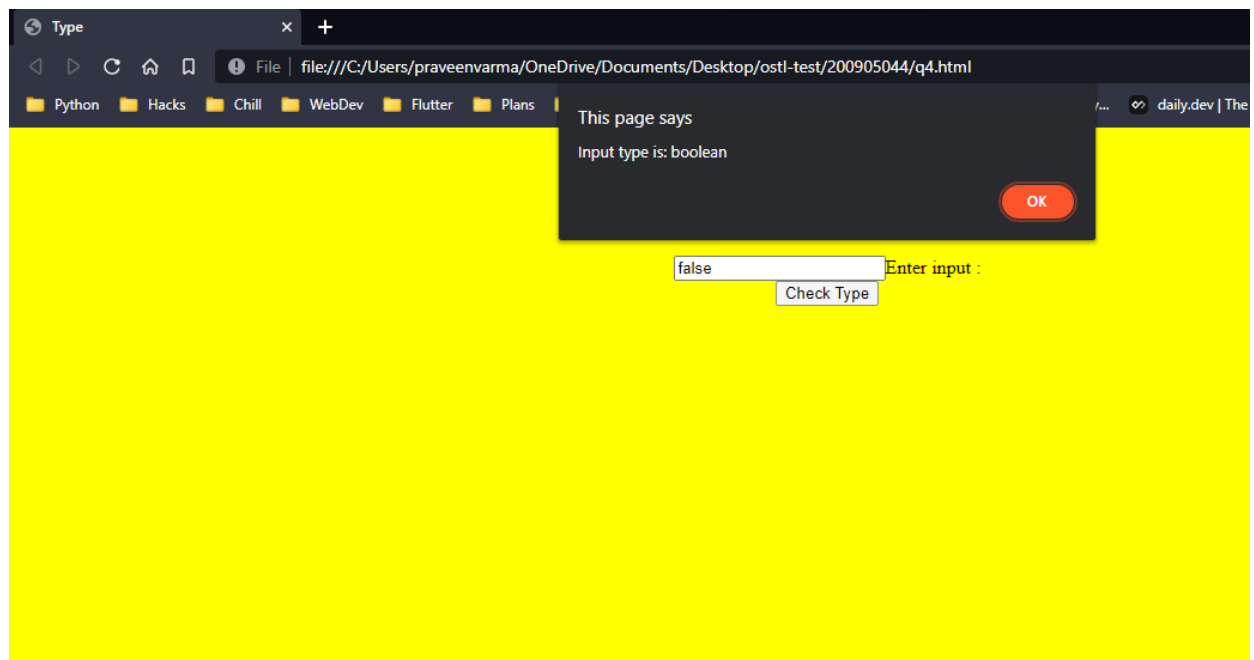 Type
File file:///C:/Users/praveenvarma/OneDrive/Documents/Desktop/ostl-test/200905044/q4.html
Python Hacks Chill WebDev Flutter Plans daily.dev | The
This page says
Input type is: boolean
OK
false Enter input :
Check Type